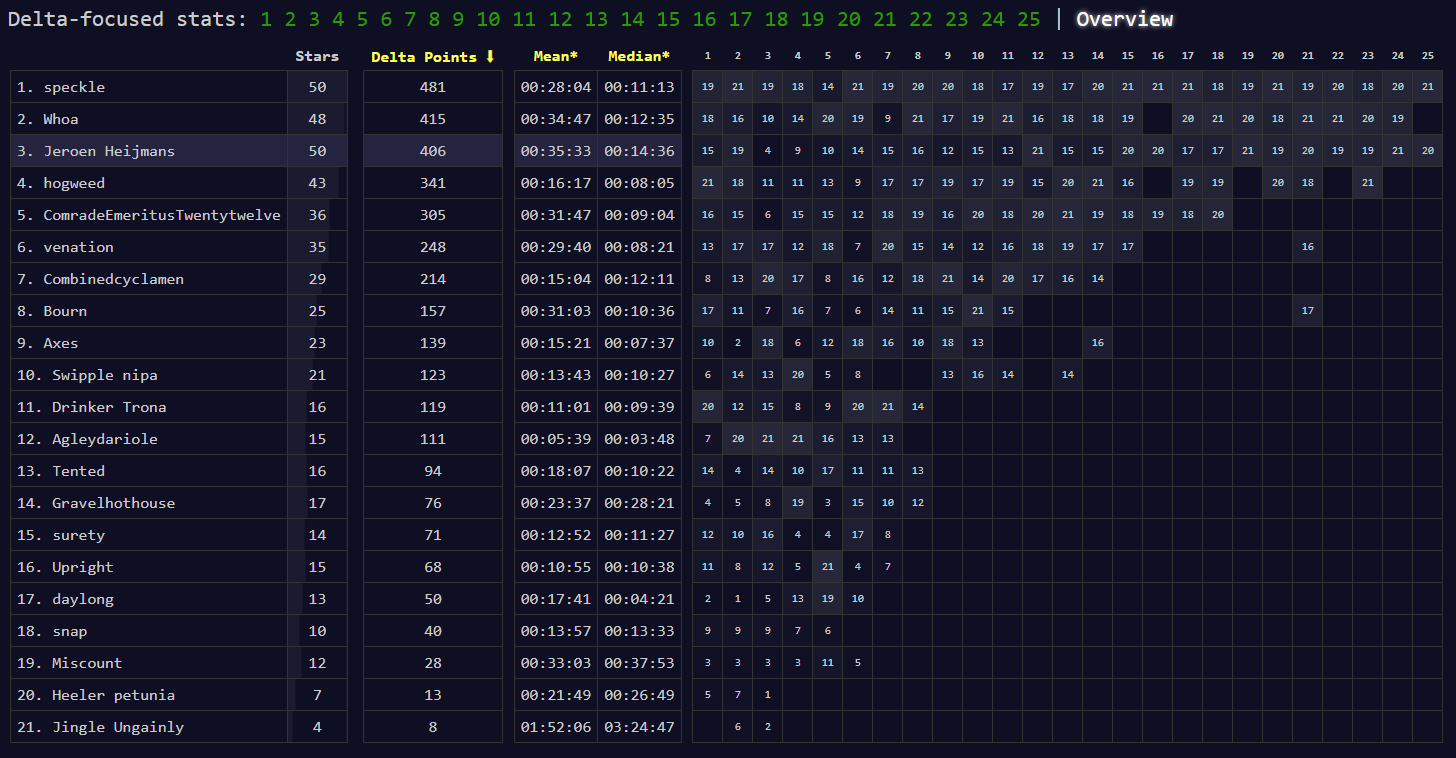 Delta-focused stats: 1 2 3 4 5 6 7 8 9 10 11 12 13 14 15 16 17 18 19 20 21 22 23 24 25 | Overview
Stars Delta Points ⬇ Mean* Median* 1 2 3 4 5 6 7 8 9 10 11 12 13 14 15 16 17 18 19 20 21 22 23 24 25
1. speckle 50 481 00:28:04 00:11:13 19 21 19 18 14 21 19 20 20 18 17 19 17 20 21 21 21 18 19 21 19 20 18 20 21
2. Whoa 48 415 00:34:47 00:12:35 18 16 10 14 20 19 9 21 17 19 21 16 18 18 19 20 21 20 18 21 21 22 20 19
3. Jeroen Heijmans 50 406 00:35:33 00:14:36 15 19 4 9 10 14 15 16 12 15 13 21 15 15 20 20 17 17 21 19 20 19 19 21 20
4. hogweed 43 341 00:16:17 00:08:05 21 18 11 11 13 9 17 17 19 17 19 15 20 21 16 19 19 20 18 21
5. ComradeEmeritusTwentytwelve 36 305 00:31:47 00:09:04 16 15 6 15 15 12 18 19 16 20 18 20 21 19 18 19 18 20
6. venation 35 248 00:29:40 00:08:21 13 17 17 12 18 7 20 15 14 12 16 18 19 17 17 16
7. Combinedcyclamen 29 214 00:15:04 00:12:11 8 13 20 17 8 16 12 18 21 14 20 17 16 14
8. Bourn 25 157 00:31:03 00:10:36 17 11 7 16 7 6 14 11 15 21 15 17
9. Axes 23 139 00:15:21 00:07:37 10 2 18 6 12 18 16 10 18 13 16
10. Swipple nipa 21 123 00:13:43 00:10:27 6 14 13 20 5 8 13 16 14 14
11. Drinker Trona 16 119 00:11:01 00:09:39 20 12 15 8 9 20 21 14
12. Agleydariole 15 111 00:05:39 00:03:48 7 20 21 21 16 13 13
13. Tented 16 94 00:18:07 00:10:22 14 4 14 10 17 11 11 13
14. Gravelhothouse 17 76 00:23:37 00:28:21 4 5 8 19 3 15 10 12
15. surety 14 71 00:12:52 00:11:27 12 10 16 4 4 17 8
16. Upright 15 68 00:10:55 00:10:38 11 8 12 5 21 4 7
17. daylong 13 50 00:17:41 00:04:21 2 1 5 13 19 10
18. snap 10 40 00:13:57 00:13:33 9 9 9 7 6
19. Miscount 12 28 00:33:03 00:37:53 3 3 3 3 11 5
20. Heeler petunia 7 13 00:21:49 00:26:49 5 7 1
21. Jingle Ungainly 4 8 01:52:06 03:24:47 6 2